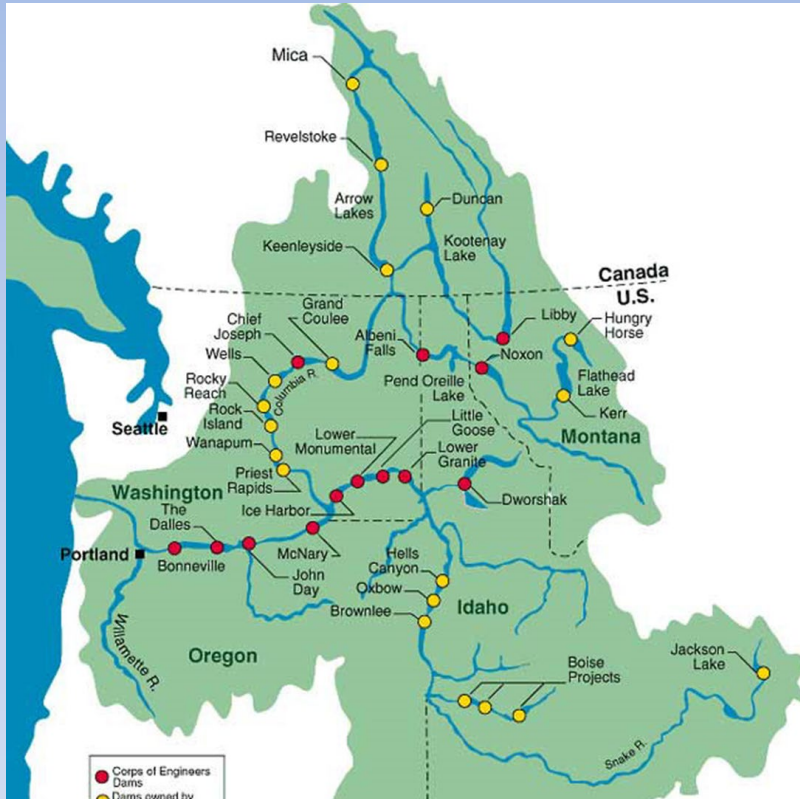 Mica
Revelstoke
Arrow
Lakes
Duncan
Keenleyside
Kootenay
Lake
Canada
U.S.
Grand
Coulee
Chief
Joseph
Libby
Hungry
Horse
Albeni
Falls
Noxon
Wells
Columbia R.
Rocky
Reach
Pend Oreille
Lake
Flathead
Lake
Rock
Island
Kerr
Seattle
Little
Goose
Montana
Wanapum
Lower
Monumental
Lower
Granite
Priest
Rapids
Washington
Dworshak
Ice Harbor
The
Dalles
Portland
McNary
Hells
Canyon
Bonneville
John
Day
Oxbow
Brownlee
Idaho
Willamette R.
Oregon
Boise
Projects
Jackson
Lake
Snake R.
Corps of Engineers
Dams
Dams owned by